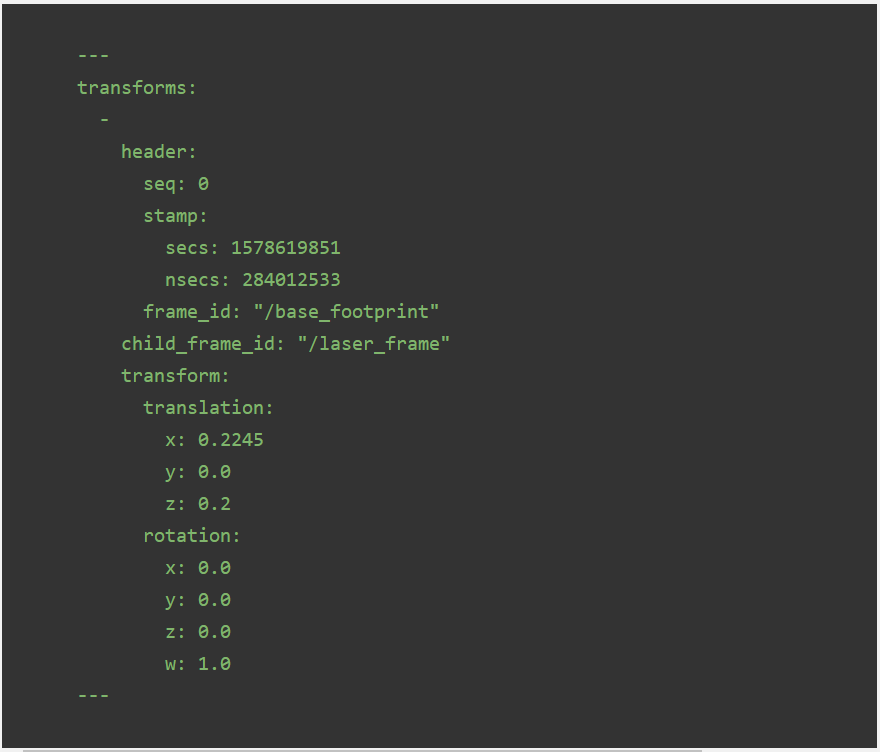 ---
transforms:
  -
    header:
      seq: 0
      stamp:
        secs: 1578619851
        nsecs: 284012533
      frame_id: "/base_footprint"
    child_frame_id: "/laser_frame"
    transform:
      translation:
        x: 0.2245
        y: 0.0
        z: 0.2
      rotation:
        x: 0.0
        y: 0.0
        z: 0.0
        w: 1.0
---